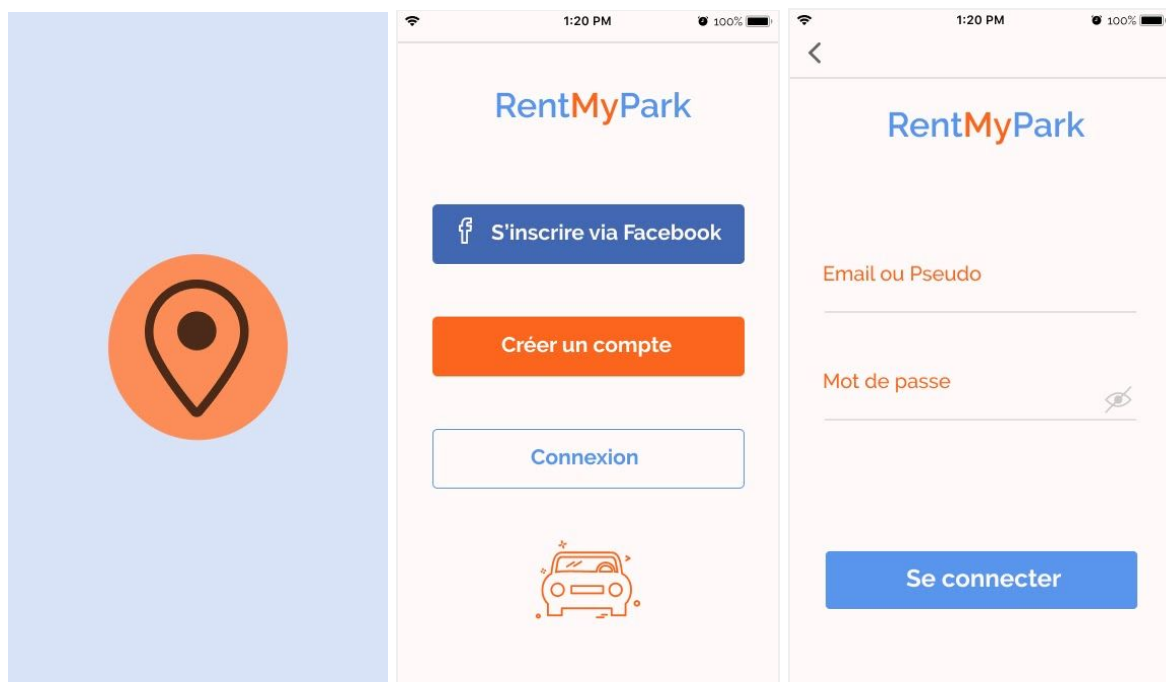 1:20 PM
100%
RentMyPark
S'inscrire via Facebook
Créer un compte
Connexion
1:20 PM
100%
RentMyPark
Email ou Pseudo
Mot de passe
Se connecter